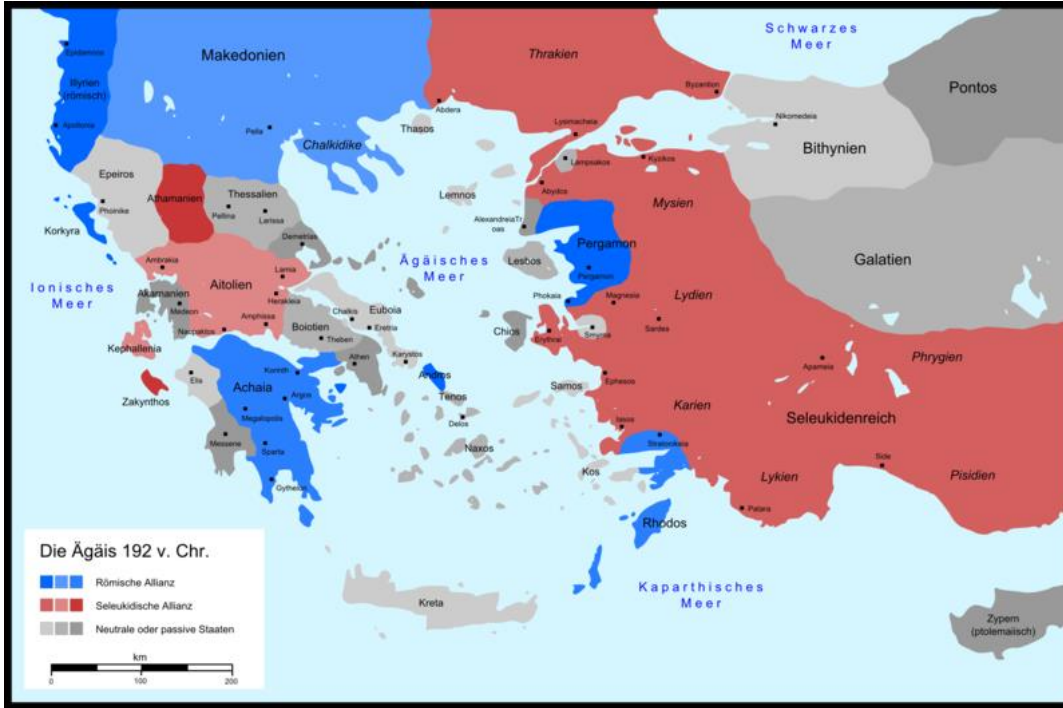 Schwarzes
Meer
Epidamnos
Makedonien
Thrakien
Illyrien
(römisch)
Pontos
Byzantion
Abdera
Apollonia
Pella
Thasos
Lysimacheia
Nikomedeia
Chalkidike
Bithynien
Epeiros
Lampsakos
Kyzikos
Athamanien
Thessalien
Abydos
Lemnos
Phoinike
Pellina
Larissa
Mysien
Korkyra
AlexandreiaTr
oas
Demetrias
Pergamon
Ägäisches
Meer
Lesbos
Galatien
Ambrakia
Aitolien
Lamia
Pergamon
Ionisches
Meer
Akarnanien
Medeon
Herakleia
Euboia
Phokaia
Magnesia
Lydien
Chalkis
Naupaktos
Amphissa
Boiotien
Eretria
Chios
Erythrai
Smyrna
Sardes
Theben
Kephallenia
Athen
Karystos
Phrygien
Apameia
Elis
Korinth
Andros
Ephesos
Zakynthos
Achaia
Argos
Tenos
Samos
Megalopolis
Delos
Karien
Seleukidenreich
Messene
Sparta
Naxos
Iasos
Stratonikeia
Kos
Side
Lykien
Pisidien
Gytheion
Patara
Rhodos
Die Ägäis 192 v. Chr.
Römische Allianz
Seleukidische Allianz
Neutrale oder passive Staaten
km
0
100
200
Kreta
Kaparthisches
Meer
Zypern
(ptolemaiisch)